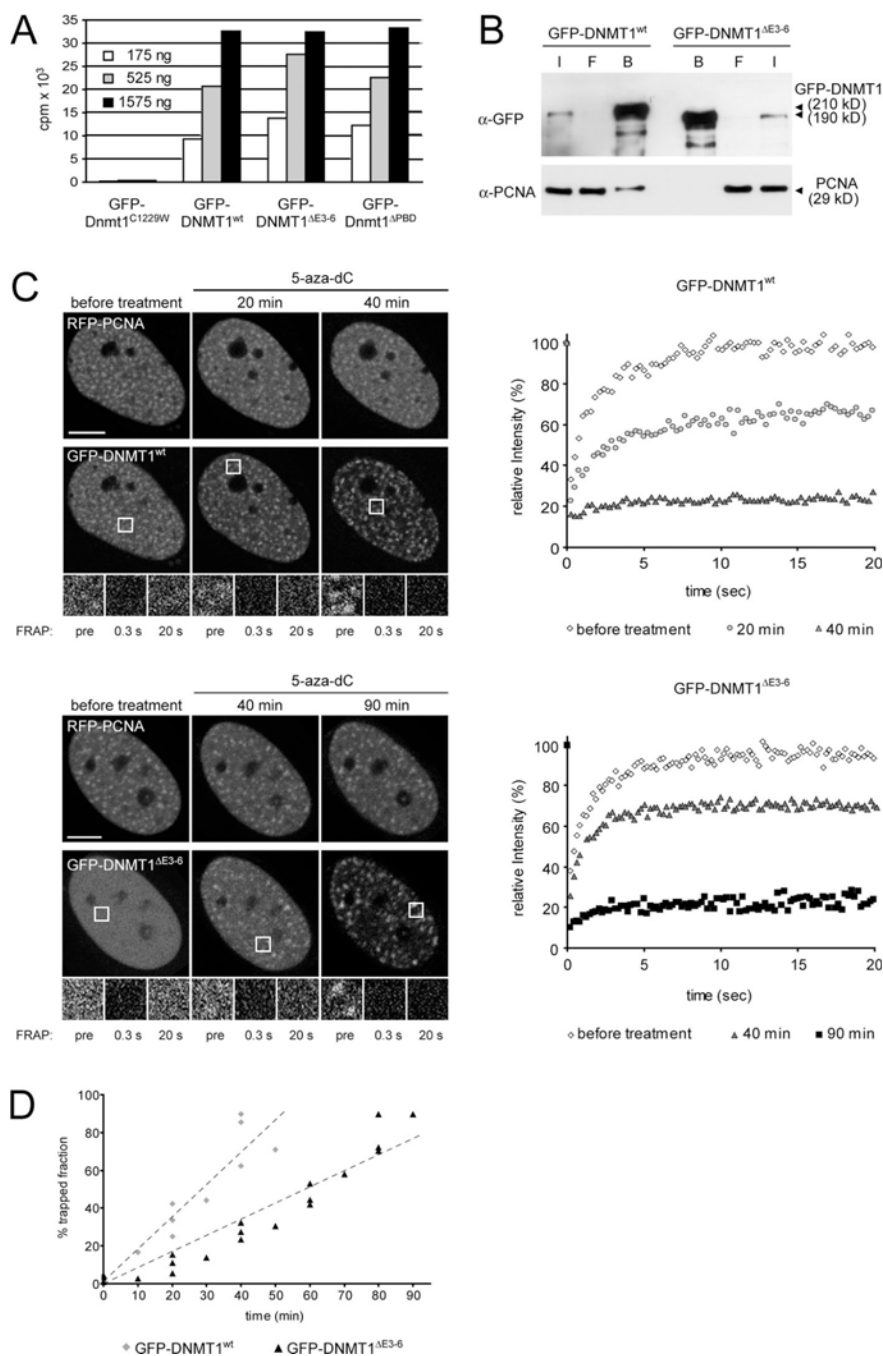 A
cpm x 10³
35
30
25
20
15
10
5
0
175 ng
525 ng
1575 ng
GFP-Dnmt1C1229W
GFP-DNMT1wt
GFP-DNMT1ΔE3-6
GFP-Dnmt1ΔPBD
B
GFP-DNMT1wt GFP-DNMT1ΔE3-6
I F B B F I
GFP-DNMT1
α-GFP
(210 kD)
(190 kD)
α-PCNA
PCNA
(29 kD)
C
5-aza-dC
before treatment 20 min 40 min
RFP-PCNA
GFP-DNMT1wt
FRAP: pre 0.3 s 20 s pre 0.3 s 20 s pre 0.3 s 20 s
GFP-DNMT1wt
relative Intensity (%)
100
80
60
40
20
0
0 5 10 15 20
time (sec)
before treatment 20 min 40 min
5-aza-dC
before treatment 40 min 90 min
RFP-PCNA
GFP-DNMT1ΔE3-6
FRAP: pre 0.3 s 20 s pre 0.3 s 20 s pre 0.3 s 20 s
GFP-DNMT1ΔE3-6
relative Intensity (%)
100
80
60
40
20
0
0 5 10 15 20
time (sec)
before treatment 40 min 90 min
D
% trapped fraction
100
80
60
40
20
0
0 10 20 30 40 50 60 70 80 90
time (min)
GFP-DNMT1wt GFP-DNMT1ΔE3-6